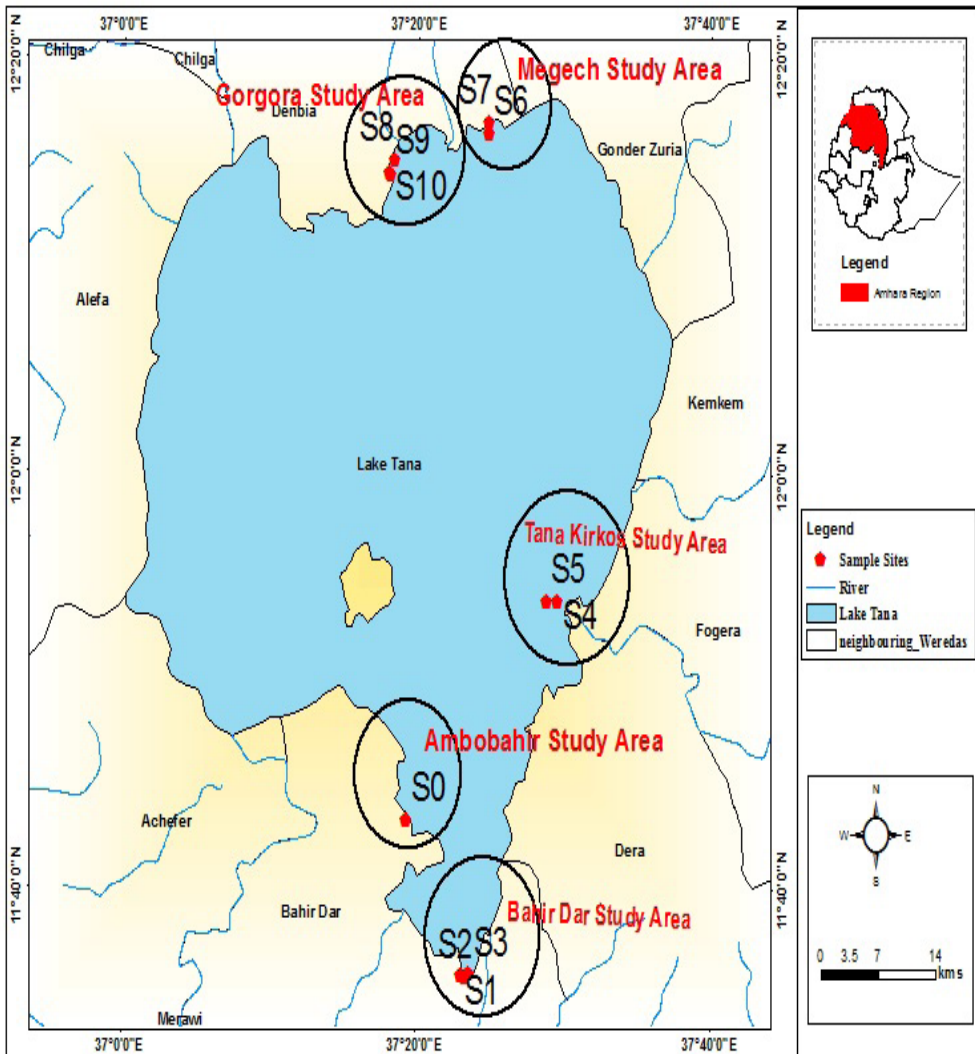 37°0'0"E
37°20'0.0"E
37°40'0"E
12°20'0" N
12°20'0" N
Chilga
Chilga
Megech Study Area
Gorgora Study Area
Denbia
S7
S6
S8
S9
S10
Gonder Zuria
Alefa
Kemkem
Lake Tana
12°0'0" N
12°0'0" N
Tana Kirkos Study Area
S5
S4
Fogera
Ambobahir Study Area
S0
Achefer
Dera
11°40'0" N
11°40'0" N
Bahir Dar
Bahir Dar Study Area
S2
S3
S1
Merawi
37°0'0"E
37°20'0.0"E
37°40'0"E
Legend
Amhara Region
Legend
Sample Sites
River
Lake Tana
neighbouring_Weredas
N
W
E
S
0 3.5 7 14
kms